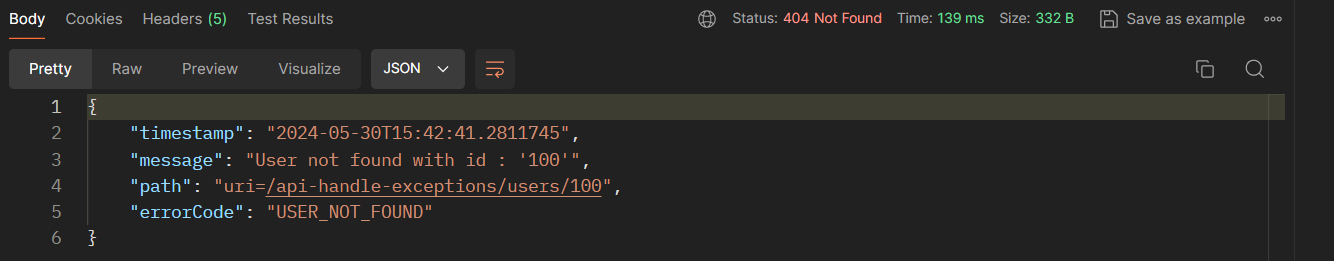 Body Cookies Headers (5) Test Results Status: 404 Not Found Time: 139 ms Size: 332 B Save as example
Pretty Raw Preview Visualize JSON
1 {
2 "timestamp": "2024-05-30T15:42:41.2811745",
3 "message": "User not found with id : '100'",
4 "path": "uri=/api-handle-exceptions/users/100",
5 "errorCode": "USER_NOT_FOUND"
6 }